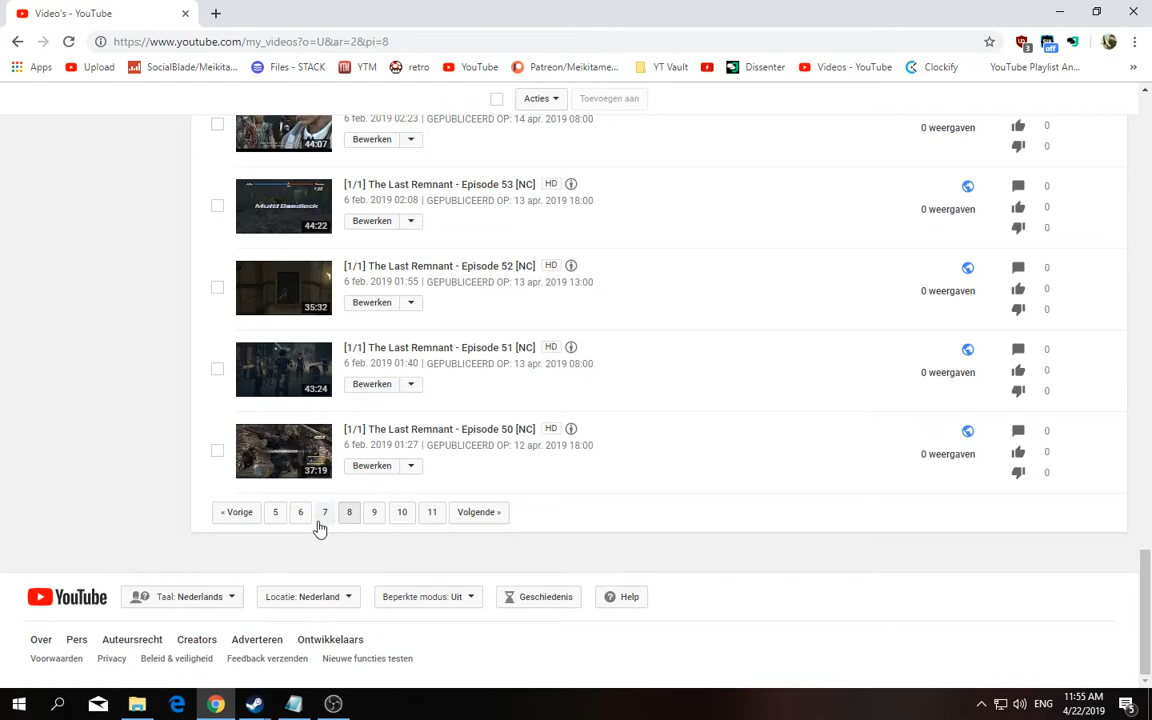 Video's - YouTube
https://www.youtube.com/my_videos?o=U&ar=2&pi=8
3
off
Apps
Upload
SocialBlade/Meikita...
Files - STACK
YTM
retro
YouTube
Patreon/Meikitame...
YT Vault
Dissenter
Videos - YouTube
Clockify
YouTube Playlist An...
Acties
Toevoegen aan
6 feb. 2019 02:23 | GEPUBLICEERD OP: 14 apr. 2019 08:00
44:07
Bewerken
0 weergaven
0
0
[1/1] The Last Remnant - Episode 53 [NC] HD
6 feb. 2019 02:08 | GEPUBLICEERD OP: 13 apr. 2019 18:00
Multi Deadlock
44:22
Bewerken
0 weergaven
0
0
0
[1/1] The Last Remnant - Episode 52 [NC] HD
6 feb. 2019 01:55 | GEPUBLICEERD OP: 13 apr. 2019 13:00
35:32
Bewerken
0 weergaven
0
0
0
[1/1] The Last Remnant - Episode 51 [NC] HD
6 feb. 2019 01:40 | GEPUBLICEERD OP: 13 apr. 2019 08:00
43:24
Bewerken
0 weergaven
0
0
0
[1/1] The Last Remnant - Episode 50 [NC] HD
6 feb. 2019 01:27 | GEPUBLICEERD OP: 12 apr. 2019 18:00
37:19
Bewerken
0 weergaven
0
0
0
« Vorige 5 6 7 8 9 10 11 Volgende »
YouTube
Taal: Nederlands
Locatie: Nederland
Beperkte modus: Uit
Geschiedenis
Help
Over Pers Auteursrecht Creators Adverteren Ontwikkelaars
Voorwaarden Privacy Beleid & veiligheid Feedback verzenden Nieuwe functies testen
ENG
11:55 AM
4/22/2019
5